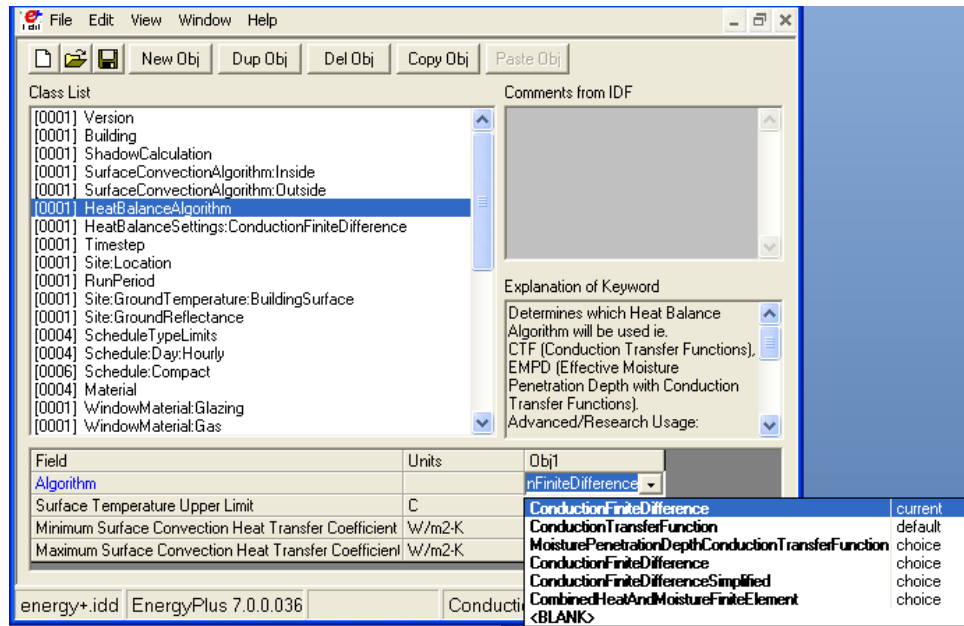 File Edit View Window Help
New Obj Dup Obj Del Obj Copy Obj Paste Obj
Class List
[0001] Version
[0001] Building
[0001] ShadowCalculation
[0001] SurfaceConvectionAlgorithm:Inside
[0001] SurfaceConvectionAlgorithm:Outside
[0001] HeatBalanceAlgorithm
[0001] HeatBalanceSettings:ConductionFiniteDifference
[0001] Timestep
[0001] Site:Location
[0001] RunPeriod
[0001] Site:GroundTemperature:BuildingSurface
[0001] Site:GroundReflectance
[0004] ScheduleTypeLimits
[0004] Schedule:Day:Hourly
[0006] Schedule:Compact
[0004] Material
[0001] WindowMaterial:Glazing
[0001] WindowMaterial:Gas
Comments from IDF
Explanation of Keyword
Determines which Heat Balance
Algorithm will be used ie.
CTF (Conduction Transfer Functions),
EMPD (Effective Moisture
Penetration Depth with Conduction
Transfer Functions).
Advanced/Research Usage:
Field Units Obj1
Algorithm nFiniteDifference
Surface Temperature Upper Limit C
Minimum Surface Convection Heat Transfer Coefficient W/m2-K
Maximum Surface Convection Heat Transfer Coefficient W/m2-K
ConductionFiniteDifference current
ConductionTransferFunction default
MoisturePenetrationDepthConductionTransferFunction choice
ConductionFiniteDifference choice
ConductionFiniteDifferenceSimplified choice
CombinedHeatAndMoistureFiniteElement choice
<BLANK>
energy+.idd EnergyPlus 7.0.0.036 Conducti